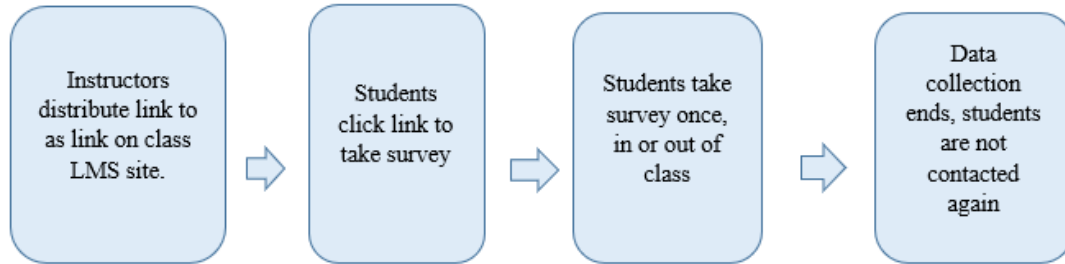 Instructors
distribute link to
as link on class
LMS site.
Students
click link to
take survey
Students take
survey once,
in or out of
class
Data
collection
ends, students
are not
contacted
again